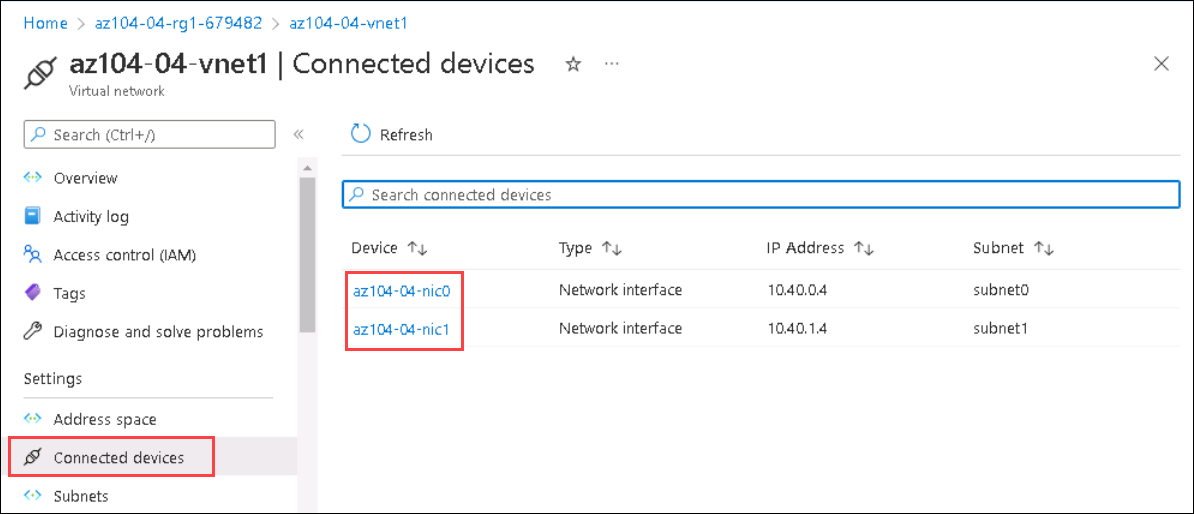 Home > az104-04-rg1-679482 > az104-04-vnet1
az104-04-vnet1 | Connected devices ...
Virtual network
Search (Ctrl+/) «
Refresh
Overview
Search connected devices
Activity log
Access control (IAM)
Tags
Diagnose and solve problems
Device ↑↓ Type ↑↓ IP Address ↑↓ Subnet ↑↓
az104-04-nic0 Network interface 10.40.0.4 subnet0
az104-04-nic1 Network interface 10.40.1.4 subnet1
Settings
Address space
Connected devices
Subnets